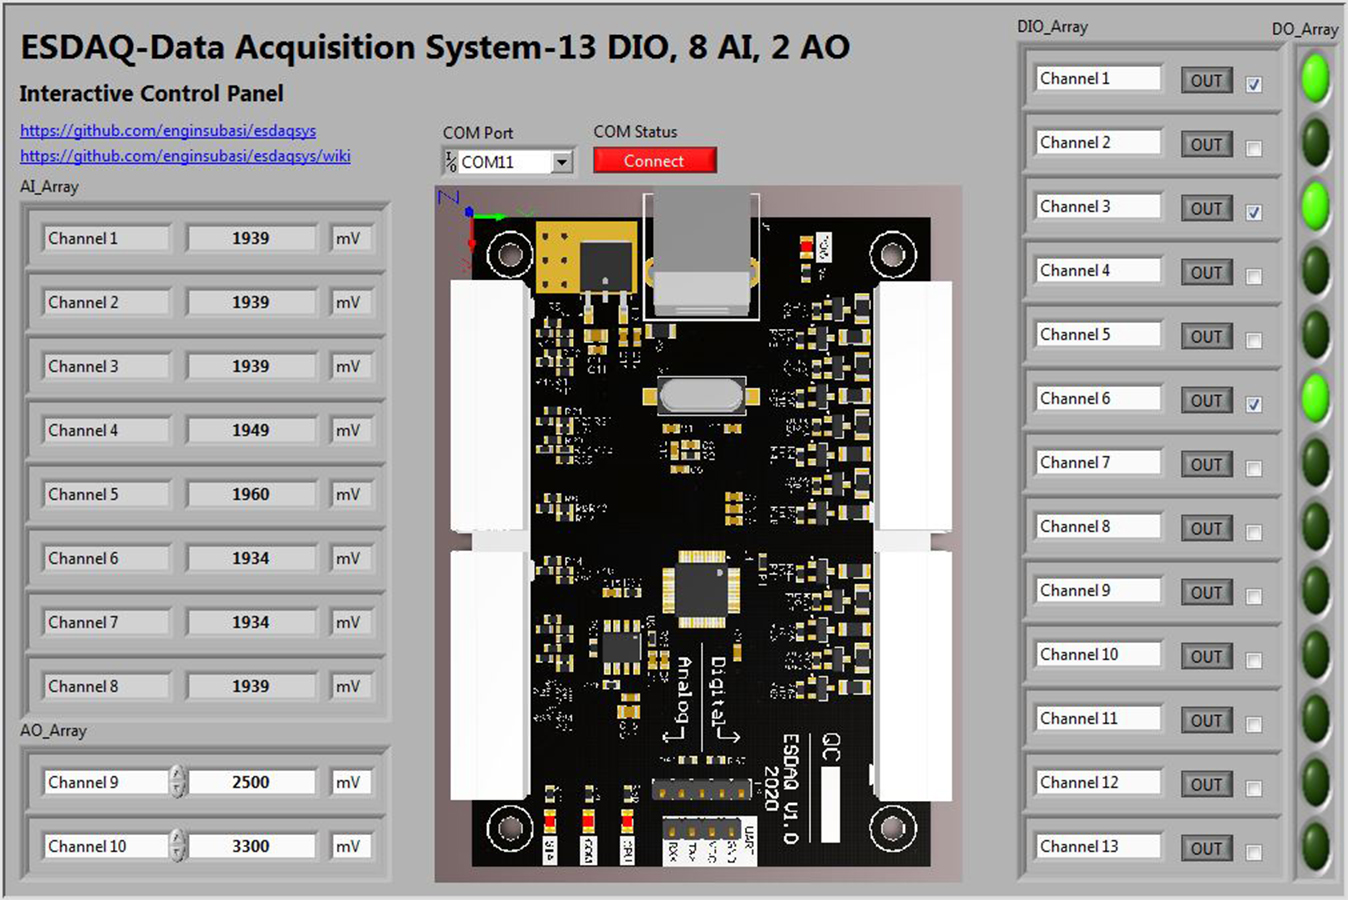 ESDAQ-Data Acquisition System-13 DIO, 8 AI, 2 AO
Interactive Control Panel
https://github.com/enginsubasi/esdaqsys
https://github.com/enginsubasi/esdaqsys/wiki
COM Port
COM11
COM Status
Connect
AI_Array
Channel 1 1939 mV
Channel 2 1939 mV
Channel 3 1939 mV
Channel 4 1949 mV
Channel 5 1960 mV
Channel 6 1934 mV
Channel 7 1934 mV
Channel 8 1939 mV
AO_Array
Channel 9 2500 mV
Channel 10 3300 mV
Analog
Digitel
QC
ESDAQ V1.0
2020
UART
DIO_Array
DO_Array
Channel 1 OUT
Channel 2 OUT
Channel 3 OUT
Channel 4 OUT
Channel 5 OUT
Channel 6 OUT
Channel 7 OUT
Channel 8 OUT
Channel 9 OUT
Channel 10 OUT
Channel 11 OUT
Channel 12 OUT
Channel 13 OUT